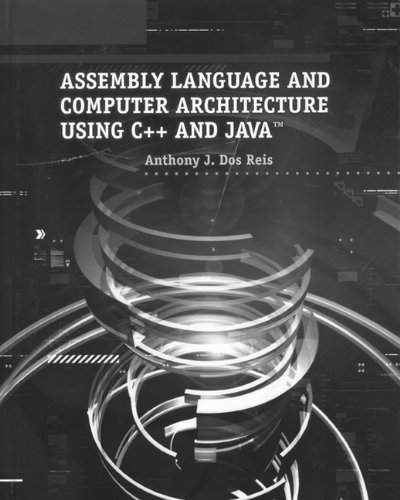 ASSEMBLY LANGUAGE AND
COMPUTER ARCHITECTURE
USING C++ AND JAVA™
Anthony J. Dos Reis